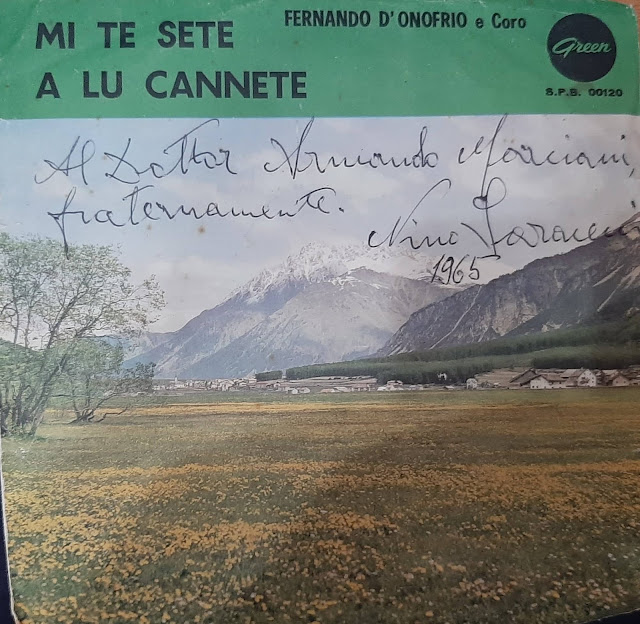 FERNANDO D'ONOFRIO e Coro
MI TE SETE
A LU CANNETE
Green
S.P.B. 00120
Al Dottor Armando Marciani,
fraternamente.
Nino Saraceni
1965